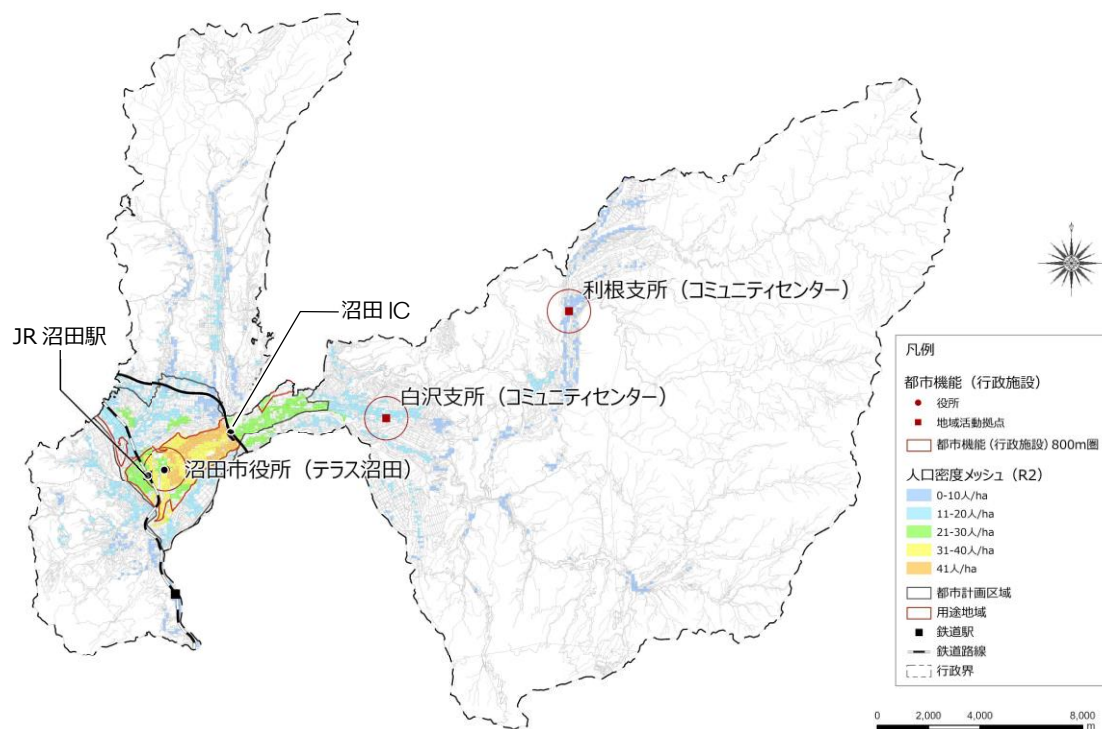 利根支所（コミュニティセンター）
沼田 IC
JR 沼田駅
白沢支所（コミュニティセンター）
沼田市役所（テラス沼田）
凡例
都市機能（行政施設）
役所
地域活動拠点
都市機能（行政施設）800m圏
人口密度メッシュ（R2）
0-10人/ha
11-20人/ha
21-30人/ha
31-40人/ha
41人/ha
都市計画区域
用途地域
鉄道駅
鉄道路線
行政界
0 2,000 4,000 8,000
m